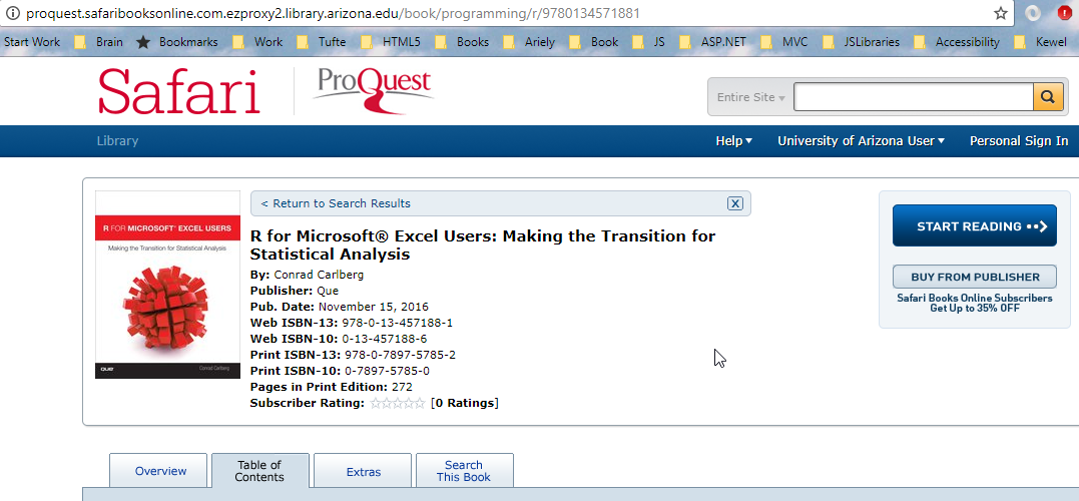 proquest.safaribooksonline.com.ezproxy2.library.arizona.edu/book/programming/r/9780134571881
Start Work Brain Bookmarks Work Tufte HTML5 Books Ariely Book JS ASP.NET MVC JSLibraries Accessibility Kewel
Safari ProQuest
Entire Site
Library Help University of Arizona User Personal Sign In
< Return to Search Results X
R FOR MICROSOFT® EXCEL USERS
Making the Transition for Statistical Analysis
que Conrad Carlberg
R for Microsoft® Excel Users: Making the Transition for
Statistical Analysis
By: Conrad Carlberg
Publisher: Que
Pub. Date: November 15, 2016
Web ISBN-13: 978-0-13-457188-1
Web ISBN-10: 0-13-457188-6
Print ISBN-13: 978-0-7897-5785-2
Print ISBN-10: 0-7897-5785-0
Pages in Print Edition: 272
Subscriber Rating: [0 Ratings]
START READING
BUY FROM PUBLISHER
Safari Books Online Subscribers
Get Up to 35% OFF
Overview
Table of
Contents
Extras
Search
This Book